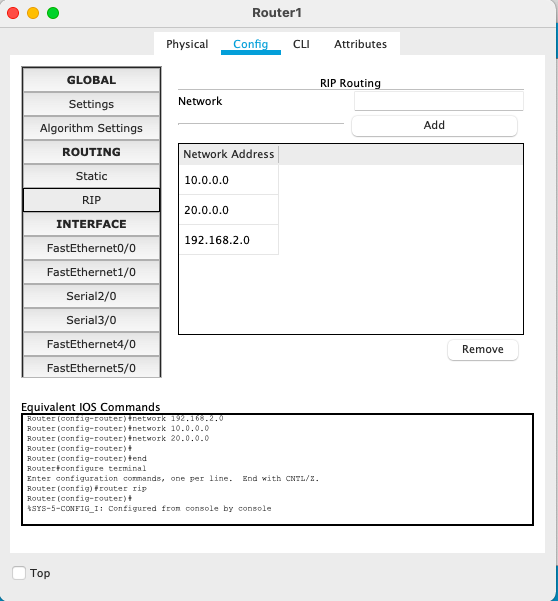 Router1
Physical Config CLI Attributes
GLOBAL
Settings
Algorithm Settings
ROUTING
Static
RIP
INTERFACE
FastEthernet0/0
FastEthernet1/0
Serial2/0
Serial3/0
FastEthernet4/0
FastEthernet5/0
RIP Routing
Network
Add
Network Address
10.0.0.0
20.0.0.0
192.168.2.0
Remove
Equivalent IOS Commands
Router(config-router)#network 192.168.2.0
Router(config-router)#network 10.0.0.0
Router(config-router)#network 20.0.0.0
Router(config-router)#
Router(config-router)#end
Router#configure terminal
Enter configuration commands, one per line. End with CNTL/Z.
Router(config)#router rip
Router(config-router)#
%SYS-5-CONFIG_I: Configured from console by console
Top